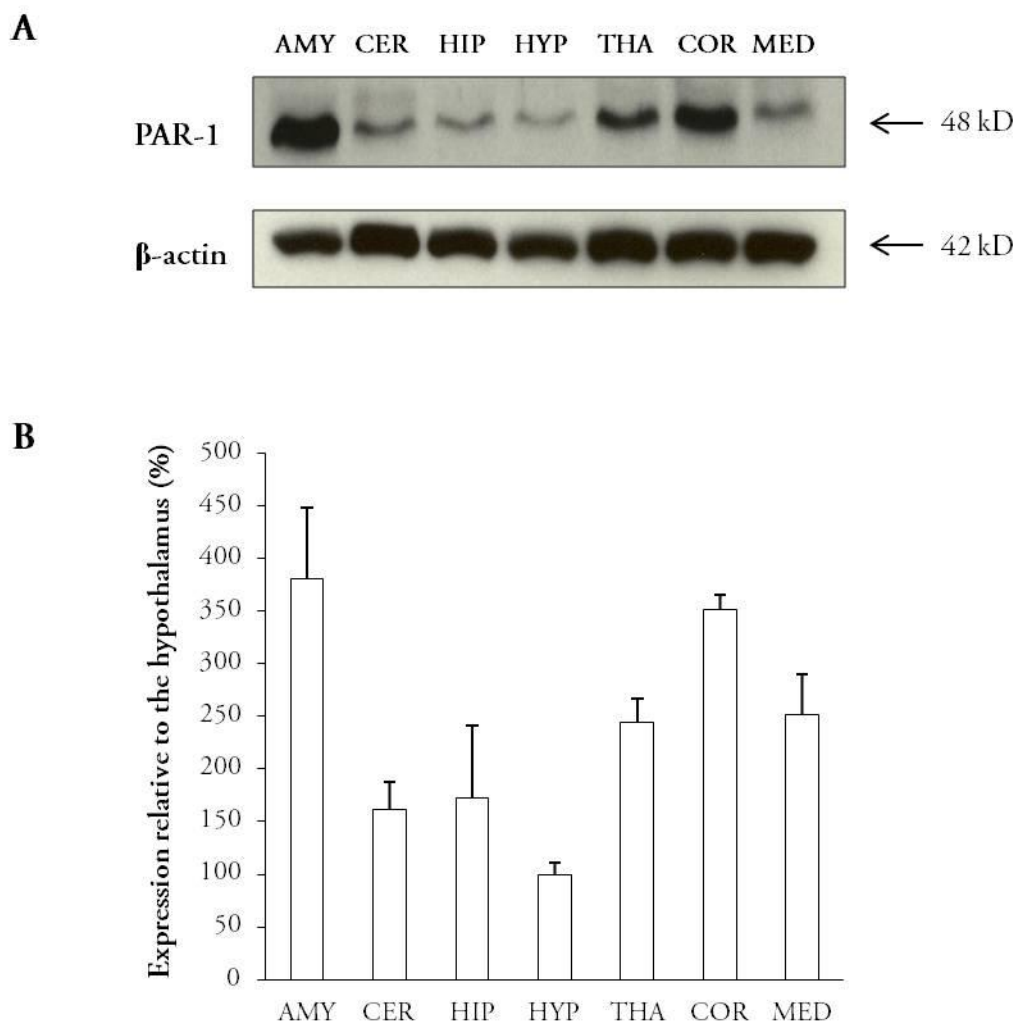 A
AMY CER HIP HYP THA COR MED
PAR-1
48 kD
β-actin
42 kD
B
Expression relative to the hypothalamus (%)
500
450
400
350
300
250
200
150
100
50
0
AMY CER HIP HYP THA COR MED